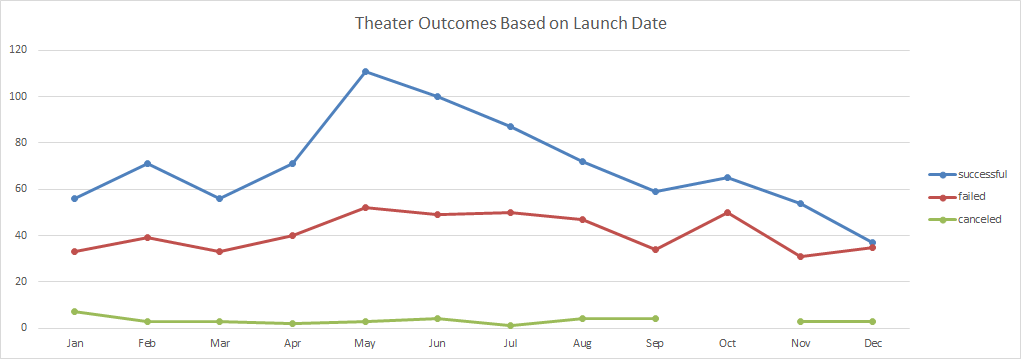 Theater Outcomes Based on Launch Date
120
100
80
60
40
20
0
Jan Feb Mar Apr May Jun Jul Aug Sep Oct Nov Dec
successful
failed
canceled